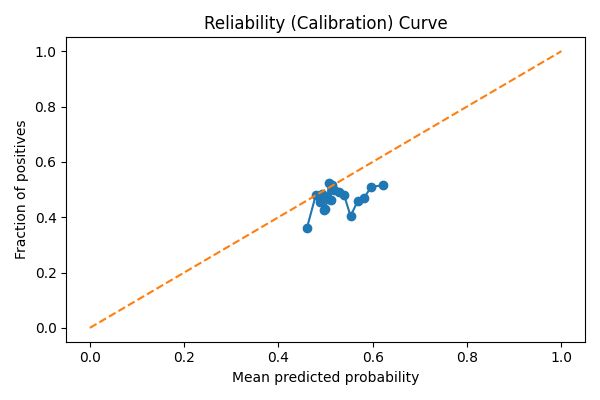 Reliability (Calibration) Curve
Fraction of positives
1.0
0.8
0.6
0.4
0.2
0.0
0.0 0.2 0.4 0.6 0.8 1.0
Mean predicted probability